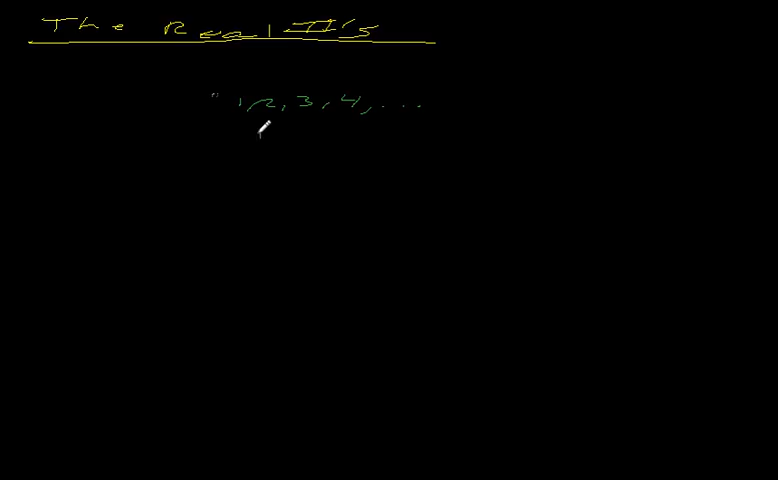 The Real #'s
1, 2, 3, 4, ...